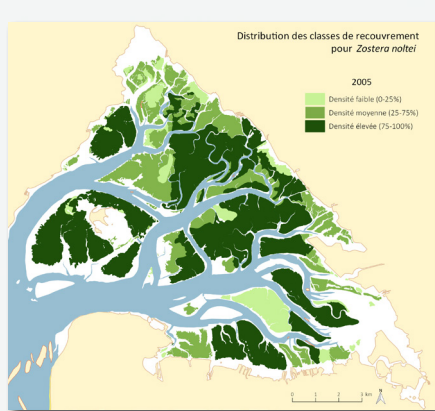 Distribution des classes de recouvrement
pour Zostera noltei
2005
Densité faible (0-25%)
Densité moyenne (25-75%)
Densité élevée (75-100%)
0 1 2 3 km
N